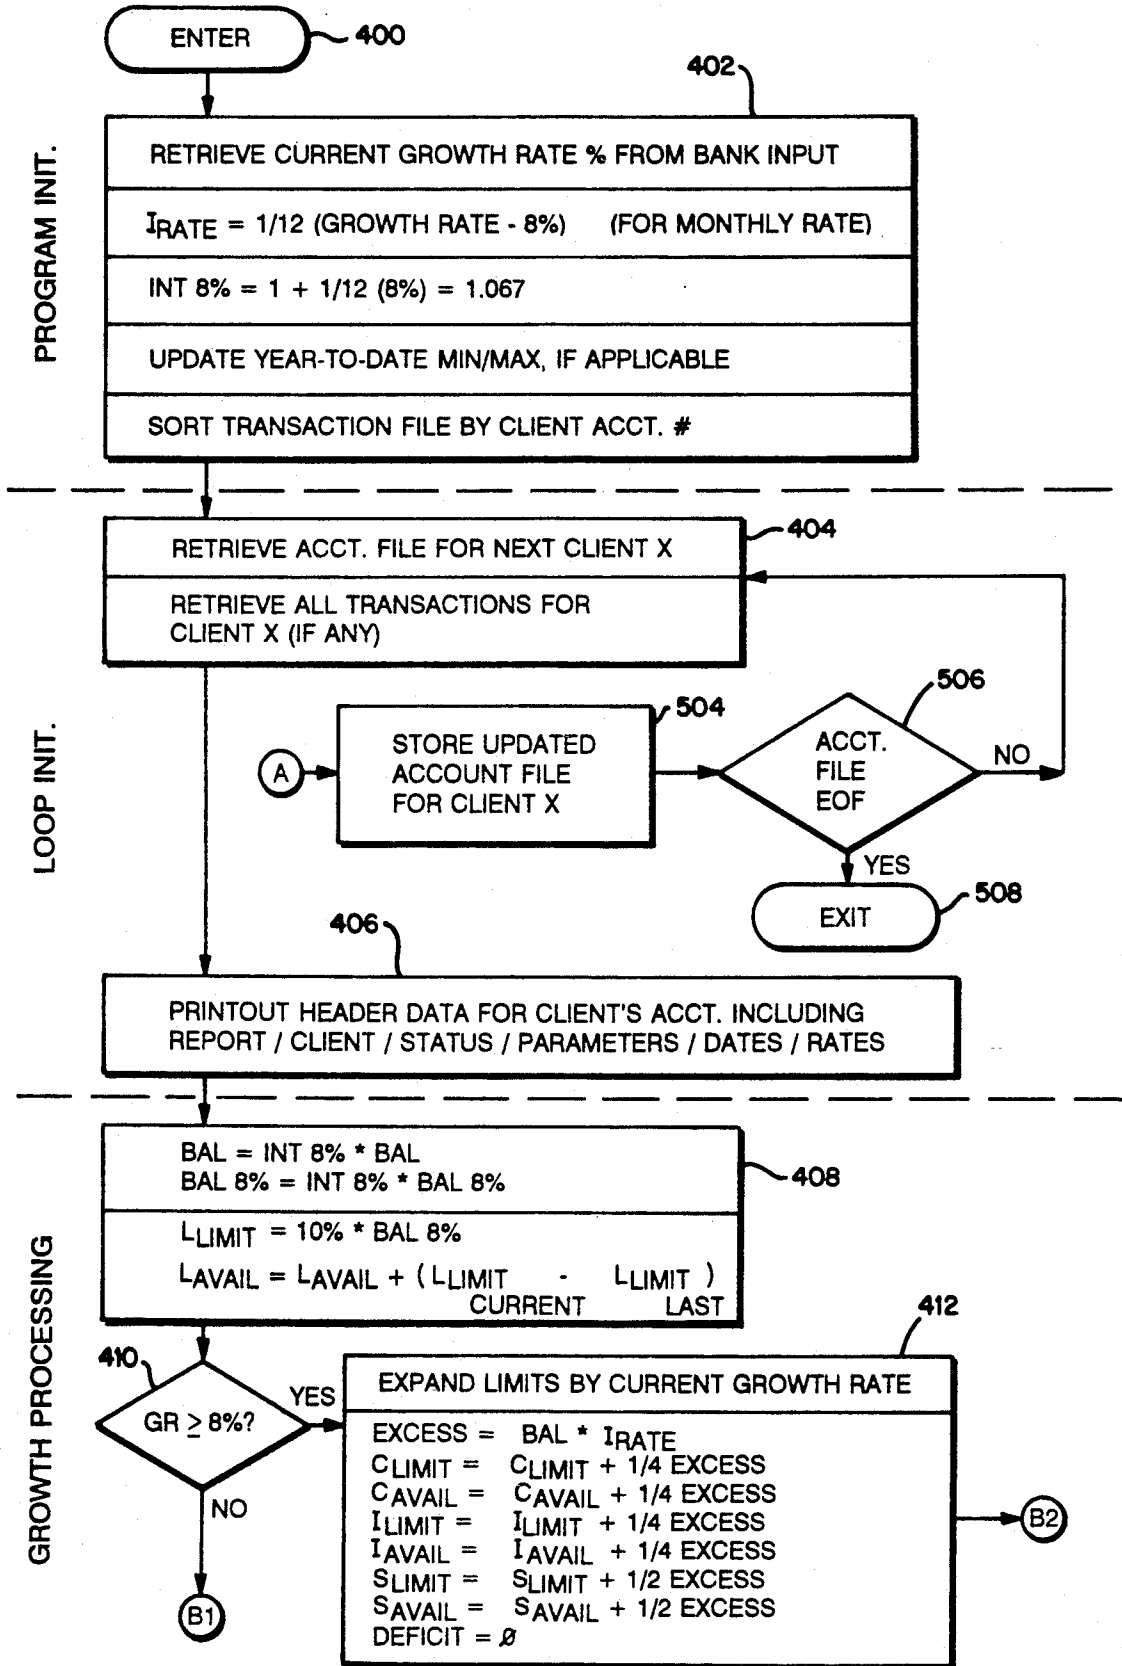 ENTER
400
402
PROGRAM INIT.
RETRIEVE CURRENT GROWTH RATE % FROM BANK INPUT
IRATE = 1/12 (GROWTH RATE - 8%) (FOR MONTHLY RATE)
INT 8% = 1 + 1/12 (8%) = 1.067
UPDATE YEAR-TO-DATE MIN/MAX, IF APPLICABLE
SORT TRANSACTION FILE BY CLIENT ACCT. #
LOOP INIT.
404
RETRIEVE ACCT. FILE FOR NEXT CLIENT X
RETRIEVE ALL TRANSACTIONS FOR
CLIENT X (IF ANY)
A
504
STORE UPDATED
ACCOUNT FILE
FOR CLIENT X
506
ACCT.
FILE
EOF
NO
YES
EXIT
508
406
PRINTOUT HEADER DATA FOR CLIENT'S ACCT. INCLUDING
REPORT / CLIENT / STATUS / PARAMETERS / DATES / RATES
GROWTH PROCESSING
408
BAL = INT 8% * BAL
BAL 8% = INT 8% * BAL 8%
LLIMIT = 10% * BAL 8%
LAVAIL = LAVAIL + (LLIMIT - LLIMIT )
CURRENT LAST
410
GR ≥ 8%?
YES
NO
B1
412
EXPAND LIMITS BY CURRENT GROWTH RATE
EXCESS = BAL * IRATE
CLIMIT = CLIMIT + 1/4 EXCESS
CAVAIL = CAVAIL + 1/4 EXCESS
ILIMIT = ILIMIT + 1/4 EXCESS
IAVAIL = IAVAIL + 1/4 EXCESS
SLIMIT = SLIMIT + 1/2 EXCESS
SAVAIL = SAVAIL + 1/2 EXCESS
DEFICIT = Ø
B2